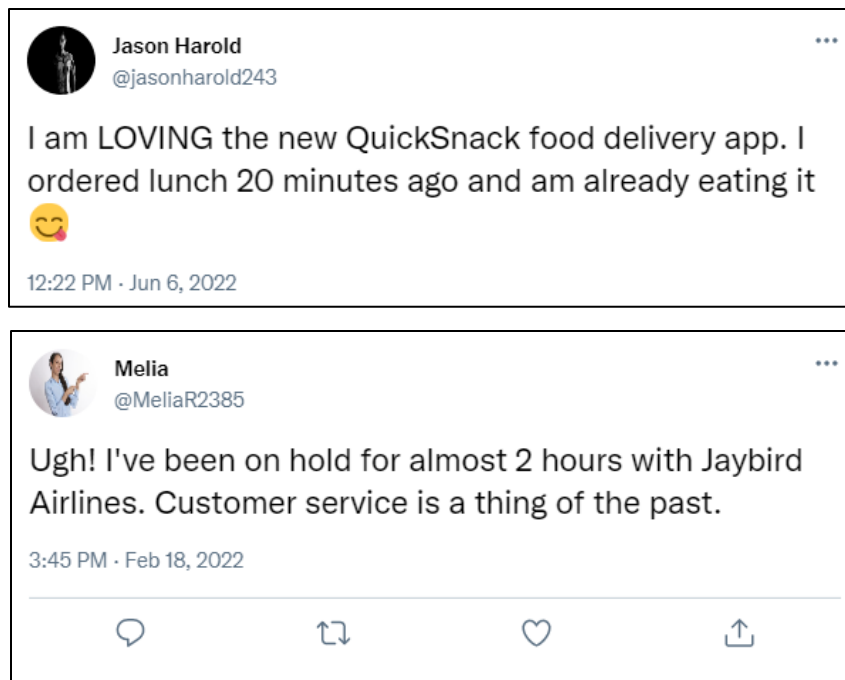 Jason Harold
@jasonharold243
I am LOVING the new QuickSnack food delivery app. I
ordered lunch 20 minutes ago and am already eating it
😋
12:22 PM · Jun 6, 2022
Melia
@MeliaR2385
Ugh! I've been on hold for almost 2 hours with Jaybird
Airlines. Customer service is a thing of the past.
3:45 PM · Feb 18, 2022